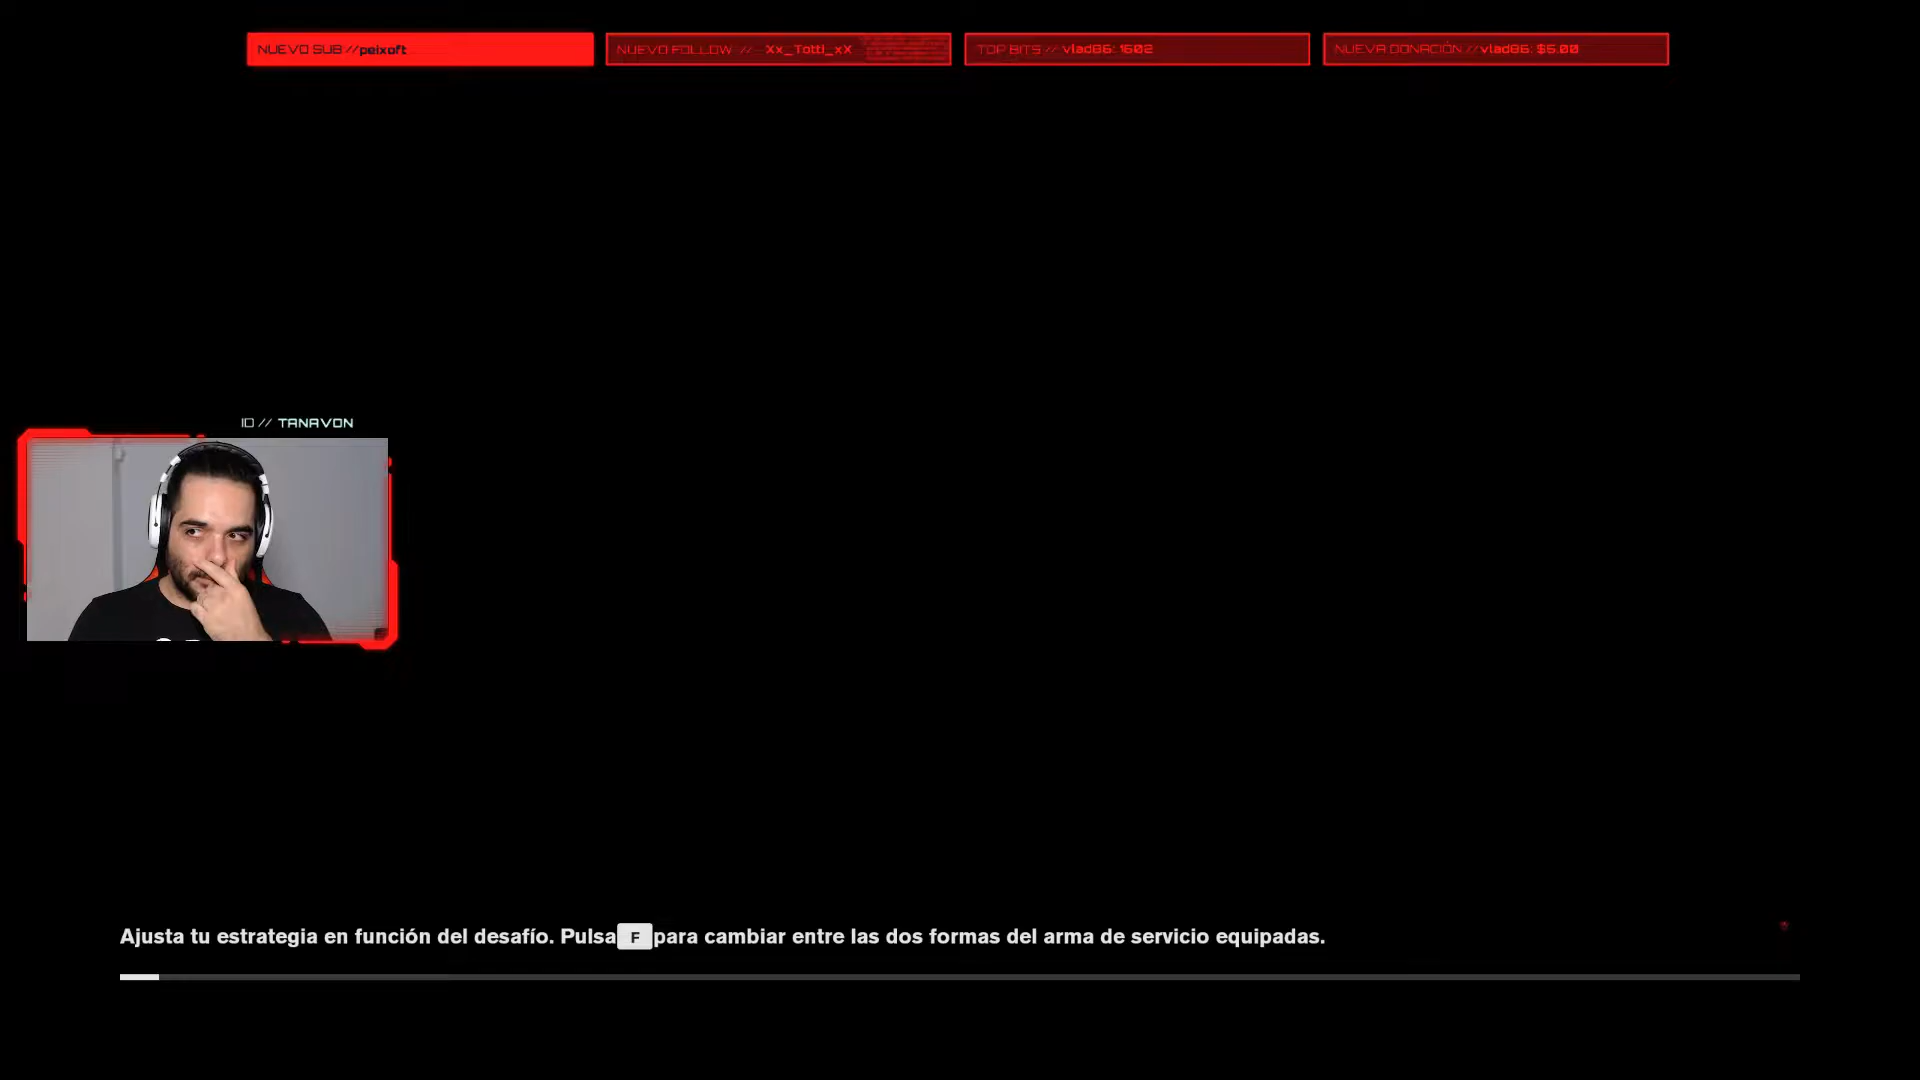 NUEVO SUB // peixoft
NUEVO FOLLOW // Xx_Totti_xX
TOP BITS // vlad86: 1602
NUEVA DONACIÓN // vlad86: $5.00
ID // TANAVON
Ajusta tu estrategia en función del desafío. Pulsa F para cambiar entre las dos formas del arma de servicio equipadas.